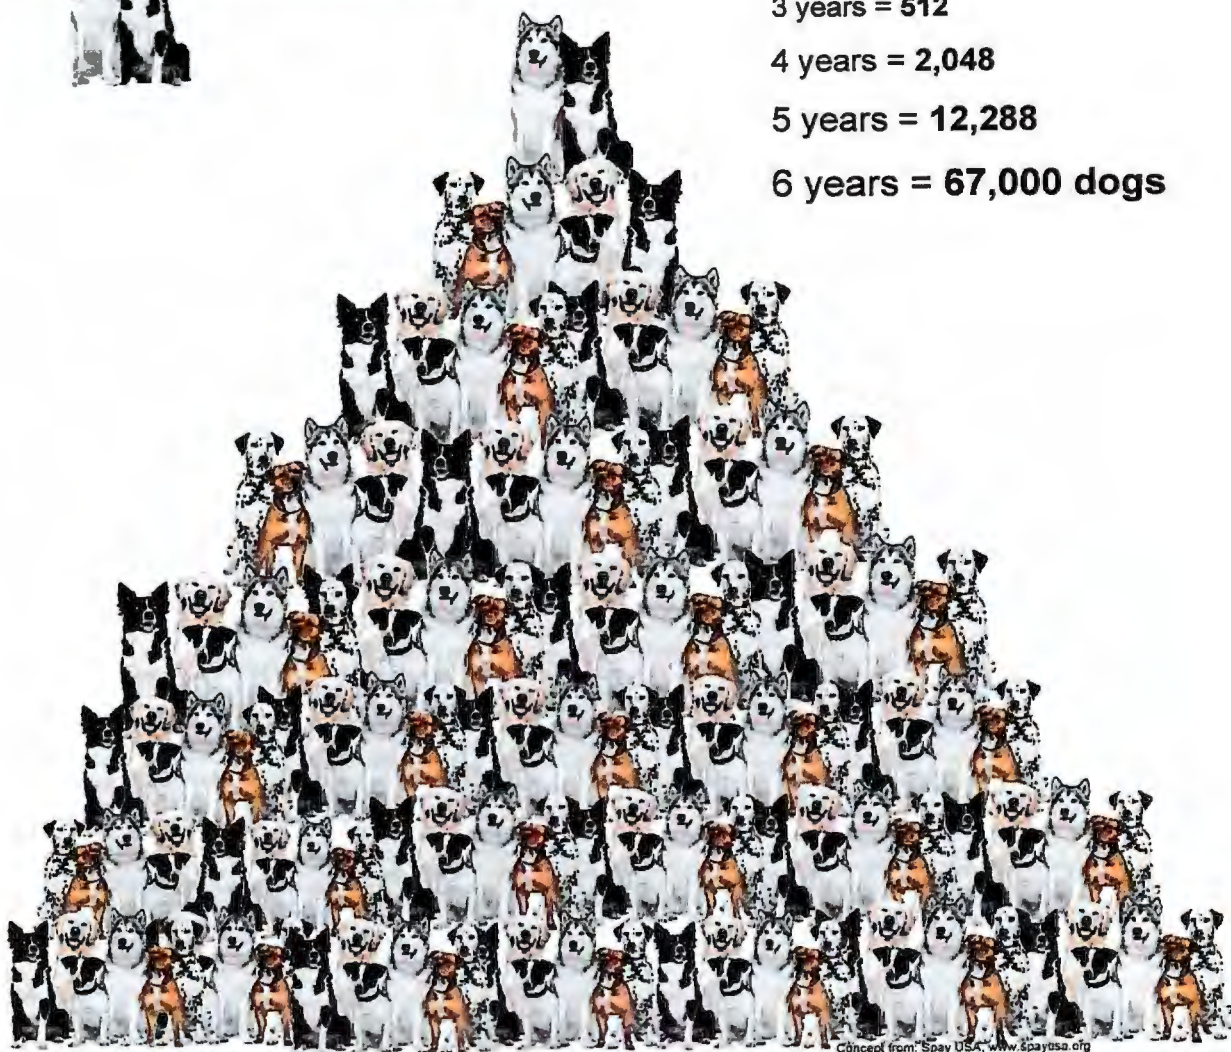 3 years = 512
4 years = 2,048
5 years = 12,288
6 years = 67,000 dogs
Concept from: Spay USA, www.spayusa.org